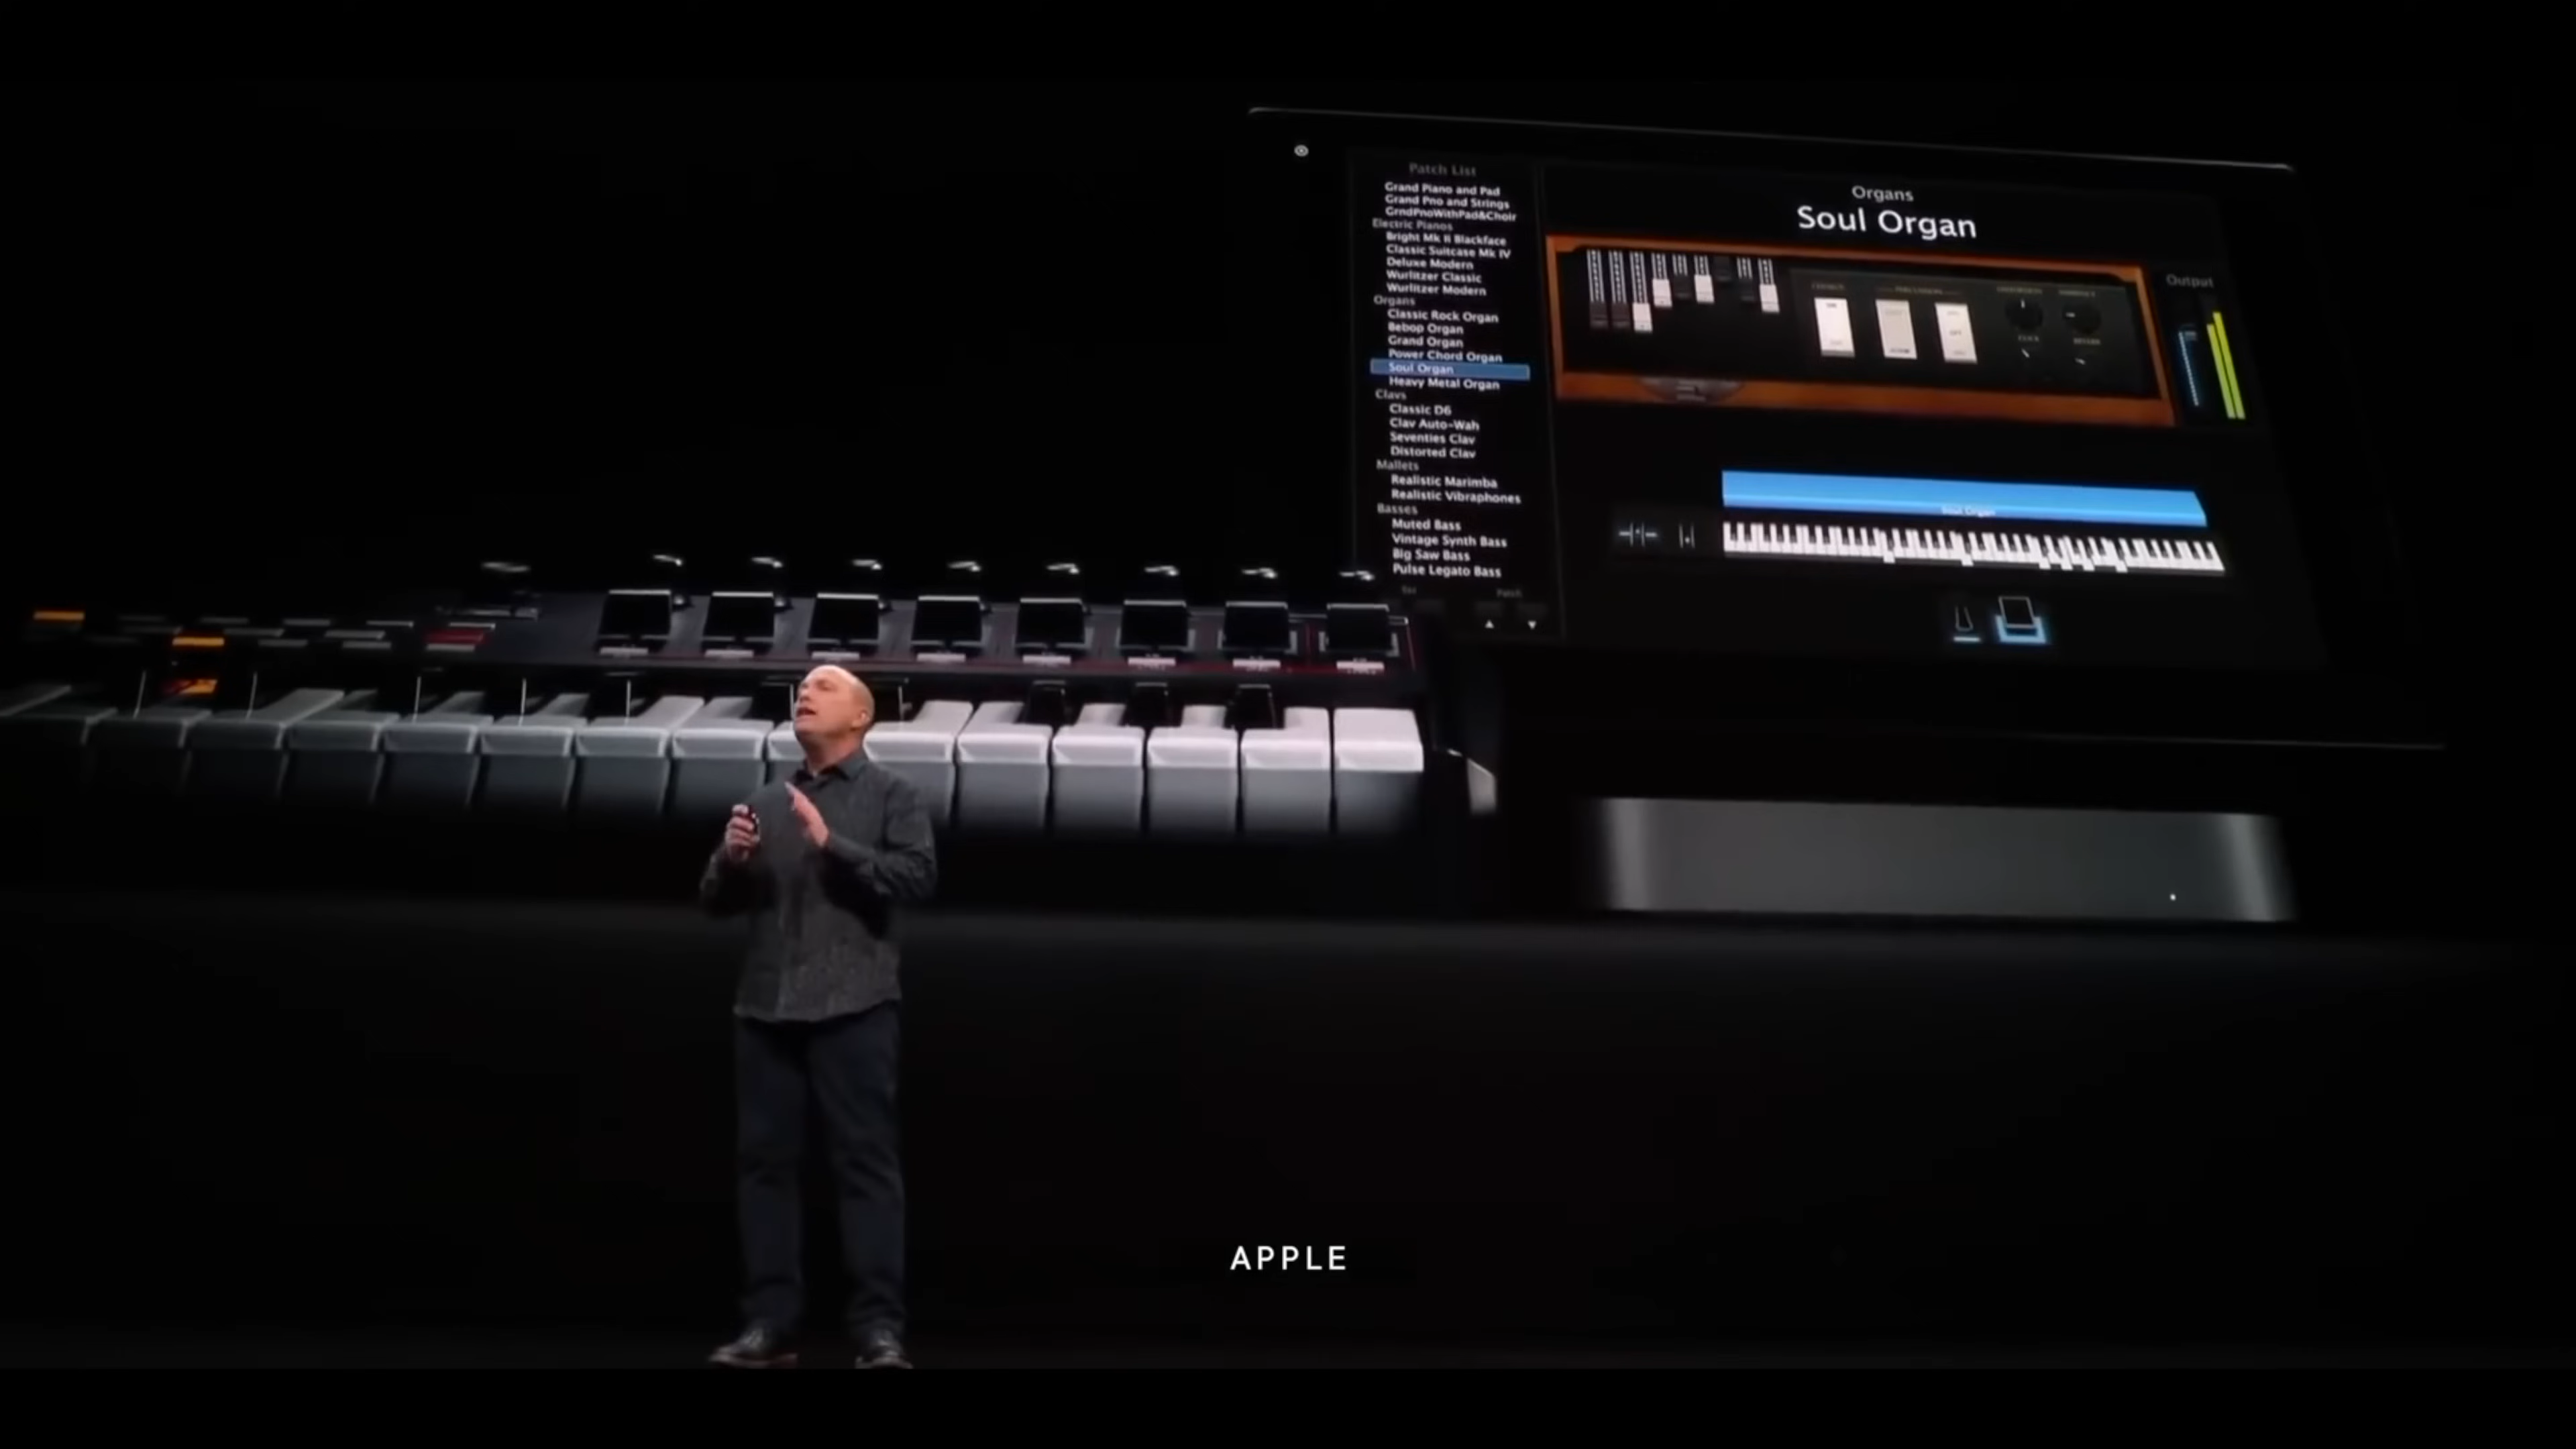 Patch List
Grand Piano and Pad
Grand Pno and Strings
GrndPnoWithPad&Choir
Electric Pianos
Bright Mk II Blackface
Classic Suitcase Mk IV
Deluxe Modern
Wurlitzer Classic
Wurlitzer Modern
Organs
Classic Rock Organ
Bebop Organ
Grand Organ
Power Chord Organ
Soul Organ
Heavy Metal Organ
Clavs
Classic D6
Clav Auto-Wah
Seventies Clav
Distorted Clav
Mallets
Realistic Marimba
Realistic Vibraphones
Basses
Muted Bass
Vintage Synth Bass
Big Saw Bass
Pulse Legato Bass
Set
Patch
Organs
Soul Organ
Output
Soul Organ
APPLE